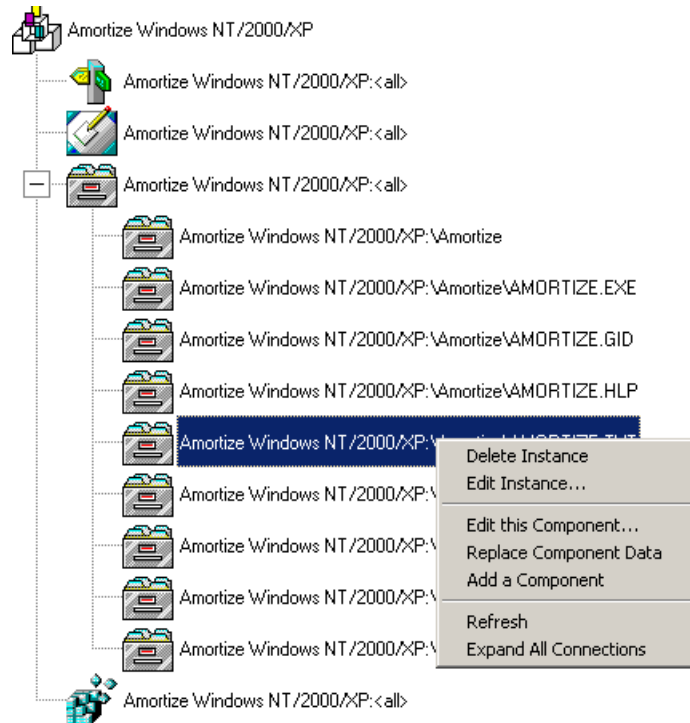 Amortize Windows NT/2000/XP
Amortize Windows NT/2000/XP:<all>
Amortize Windows NT/2000/XP:<all>
Amortize Windows NT/2000/XP:<all>
Amortize Windows NT/2000/XP:\Amortize
Amortize Windows NT/2000/XP:\Amortize\AMORTIZE.EXE
Amortize Windows NT/2000/XP:\Amortize\AMORTIZE.GID
Amortize Windows NT/2000/XP:\Amortize\AMORTIZE.HLP
Amortize Windows NT/2000/XP:\Amortize\AMORTIZE.TXT
Delete Instance
Edit Instance...
Amortize Windows NT/2000/XP:\
Edit this Component...
Amortize Windows NT/2000/XP:\
Replace Component Data
Add a Component
Amortize Windows NT/2000/XP:\
Refresh
Amortize Windows NT/2000/XP:\
Expand All Connections
Amortize Windows NT/2000/XP:<all>